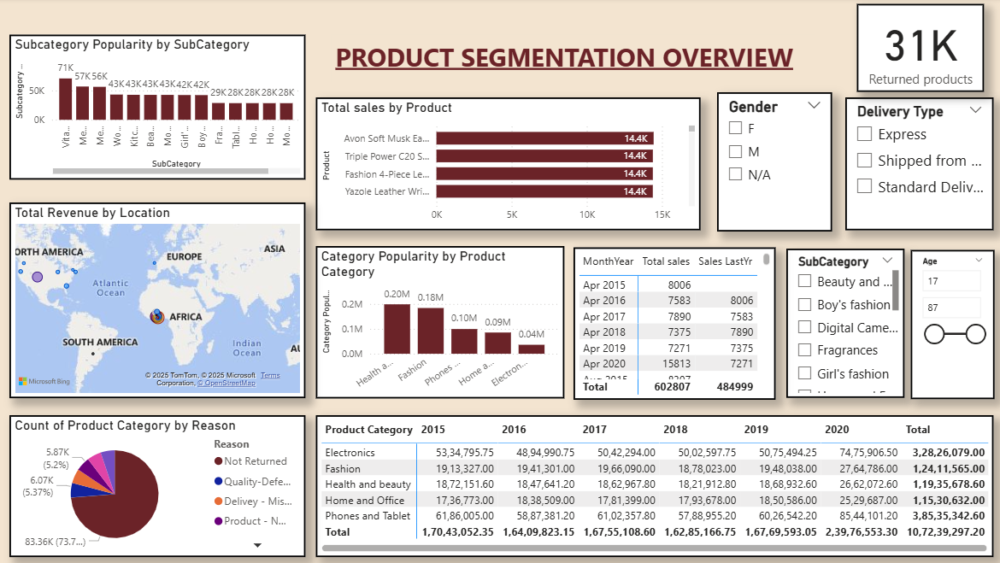 PRODUCT SEGMENTATION OVERVIEW
31K
Returned products
Subcategory Popularity by SubCategory
Subcategory ...
50K
0K
71K
57K 56K
43K 43K 43K 43K 42K 42K
29K 28K 28K 28K 28K
Vita...
Me...
Me...
Wo...
Kitc...
Bea...
Mo...
Girl'...
Boy...
Fra...
Tabl...
Ho...
Ho...
Mo...
SubCategory
Total sales by Product
Product
Avon Soft Musk Ea... 14.4K
Triple Power C20 S... 14.4K
Fashion 4-Piece Le... 14.4K
Yazole Leather Wri... 14.4K
0K 5K 10K 15K
Gender
F
M
N/A
Delivery Type
Express
Shipped from ...
Standard Deliv...
Total Revenue by Location
ORTH AMERICA
EUROPE
ASIA
Atlantic
Ocean
AFRICA
SOUTH AMERICA
Indian
Ocean
AU
Microsoft Bing
© 2025 TomTom, © 2025 Microsoft Terms
Corporation, © OpenStreetMap
Category Popularity by Product
Category
Category Popul...
0.2M
0.1M
0.0M
0.20M
0.18M
0.10M
0.09M
0.04M
Health a...
Fashion
Phones ...
Home a...
Electron...
MonthYear Total sales Sales LastYr
Apr 2015 8006
Apr 2016 7583 8006
Apr 2017 7890 7583
Apr 2018 7375 7890
Apr 2019 7271 7375
Apr 2020 15813 7271
Total 602807 484999
SubCategory
Beauty and ...
Boy's fashion
Digital Came...
Fragrances
Girl's fashion
Age
17
87
Count of Product Category by Reason
5.87K
(5.2%)
6.07K
(5.37%)
83.36K (73.7...)
Reason
Not Returned
Quality-Defe...
Delivey - Mis...
Product - N...
Product Category 2015 2016 2017 2018 2019 2020 Total
Electronics 53,34,795.75 48,94,990.75 50,42,294.00 50,02,597.75 50,75,494.25 74,75,906.50 3,28,26,079.00
Fashion 19,13,327.00 19,41,301.00 19,66,090.00 18,78,023.00 19,48,038.00 27,64,786.00 1,24,11,565.00
Health and beauty 18,72,151.60 18,47,641.20 18,62,967.80 18,21,912.80 18,68,932.60 26,62,072.60 1,19,35,678.60
Home and Office 17,36,773.00 18,38,509.00 17,81,399.00 17,93,678.00 18,50,586.00 25,29,687.00 1,15,30,632.00
Phones and Tablet 61,86,005.00 58,87,381.20 61,02,357.80 57,88,955.20 60,26,542.20 85,44,101.20 3,85,35,342.60
Total 1,70,43,052.35 1,64,09,823.15 1,67,55,108.60 1,62,85,166.75 1,67,69,593.05 2,39,76,553.30 10,72,39,297.20